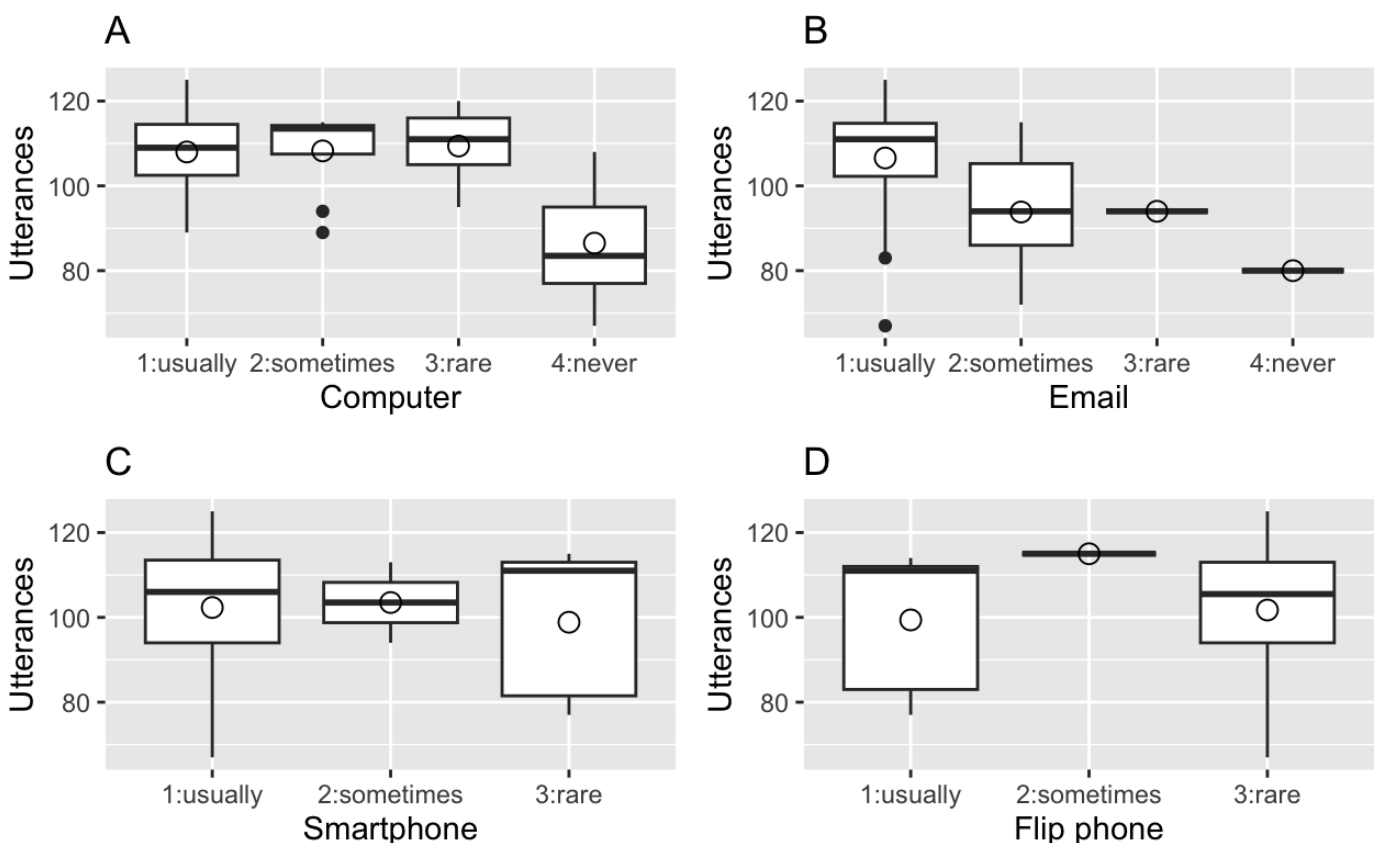 A
Utterances
120
100
80
1:usually 2:sometimes 3:rare 4:never
Computer
B
Utterances
120
100
80
1:usually 2:sometimes 3:rare 4:never
Email
C
Utterances
120
100
80
1:usually 2:sometimes 3:rare
Smartphone
D
Utterances
120
100
80
1:usually 2:sometimes 3:rare
Flip phone